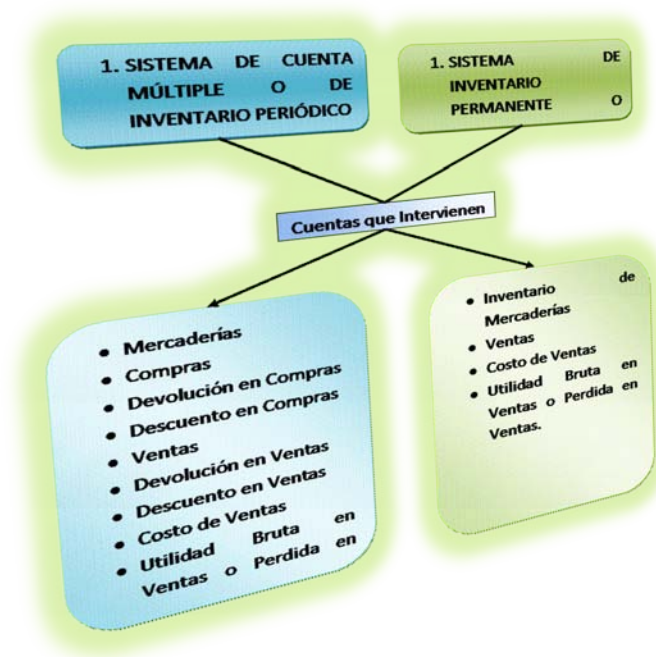 1. SISTEMA DE CUENTA
MÚLTIPLE O DE
INVENTARIO PERIÓDICO
1. SISTEMA DE
INVENTARIO
PERMANENTE O
Cuentas que Intervienen
• Mercaderías
• Compras
• Devolución en Compras
• Descuento en Compras
• Ventas
• Devolución en Ventas
• Descuento en Ventas
• Costo de Ventas
• Utilidad Bruta en
Ventas o Perdida en
• Inventario de
Mercaderías
• Ventas
• Costo de Ventas
• Utilidad Bruta en
Ventas o Perdida en
Ventas.